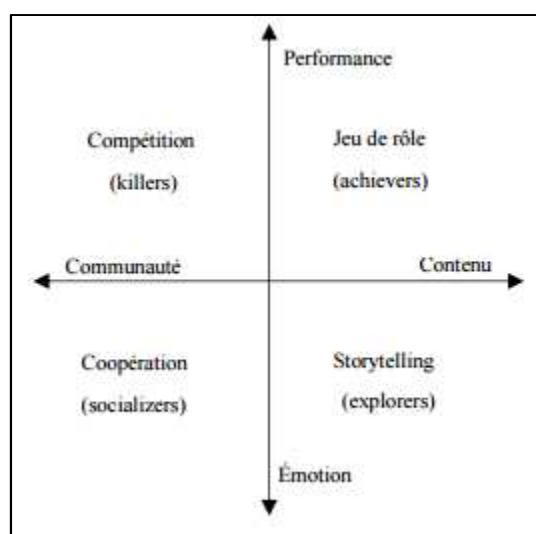 Performance
Compétition
(killers)
Jeu de rôle
(achievers)
Communauté
Contenu
Coopération
(socializers)
Storytelling
(explorers)
Émotion